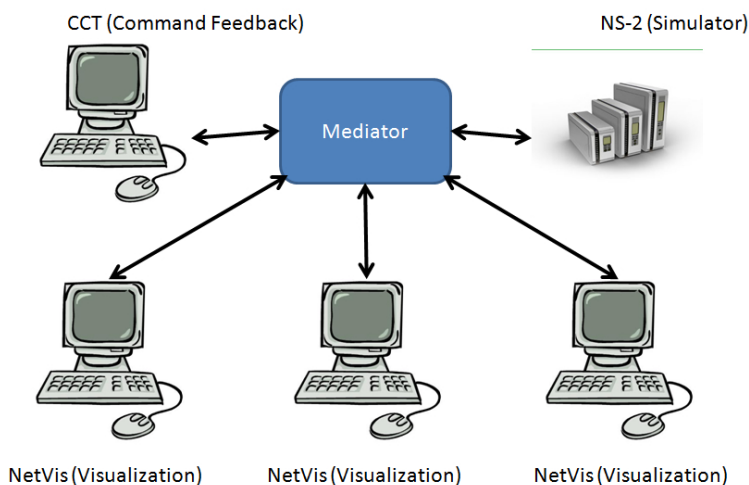 CCT (Command Feedback)
NS-2 (Simulator)
Mediator
NetVis (Visualization)
NetVis (Visualization)
NetVis (Visualization)